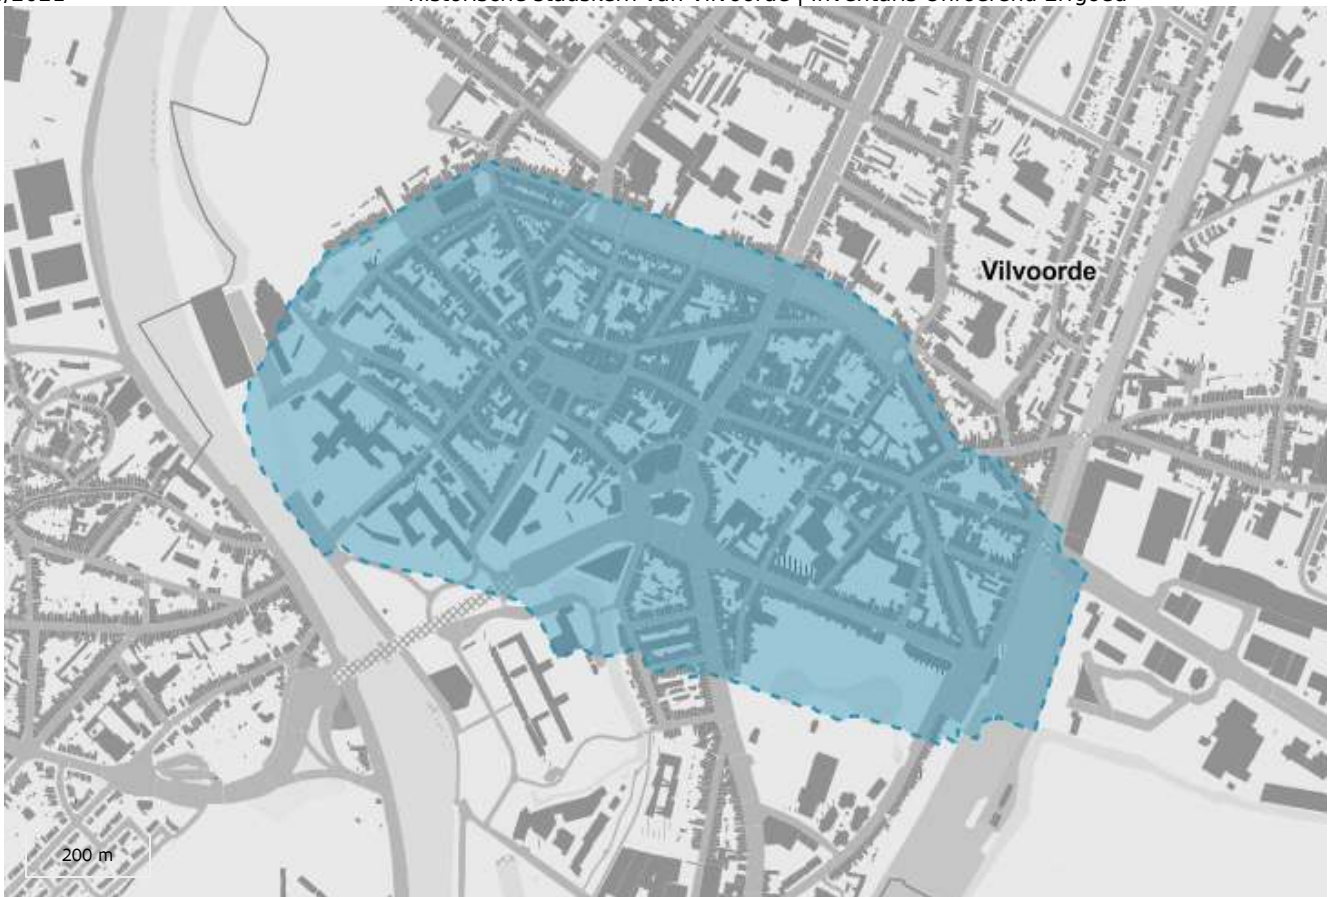 Historische stadskern van Vilvoorde | Inventaris Onroerend Erfgoed
Vilvoorde
200 m